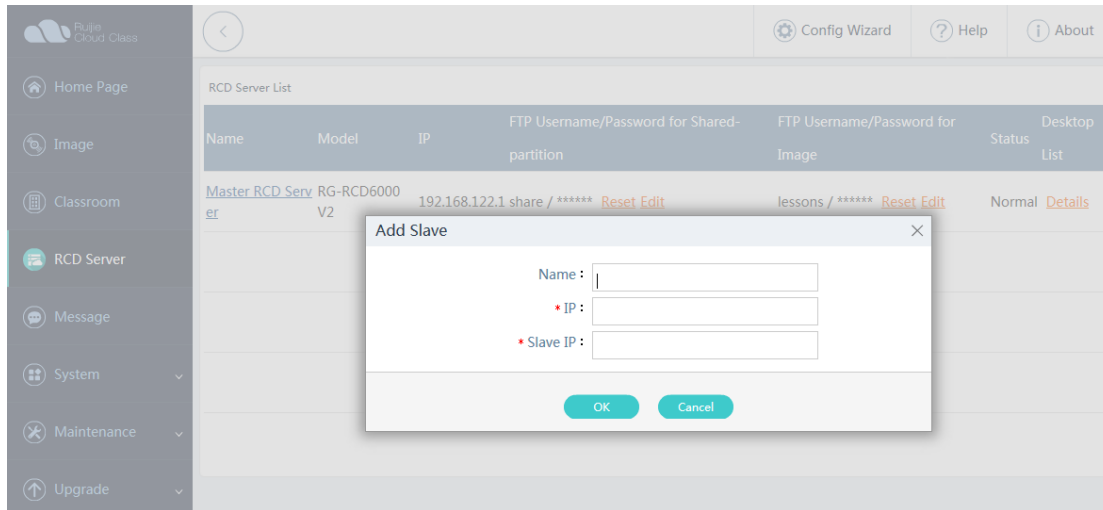 Ruijie
Cloud Class
Config Wizard
Help
About
Home Page
Image
Classroom
RCD Server
Message
System
Maintenance
Upgrade
RCD Server List
Name
Model
IP
FTP Username/Password for Shared-
partition
FTP Username/Password for
Image
Status
Desktop
List
Master RCD Serv
er
RG-RCD6000
V2
192.168.122.1
share / ****** Reset Edit
lessons / ****** Reset Edit
Normal
Details
Add Slave
Name :
* IP :
* Slave IP :
OK
Cancel